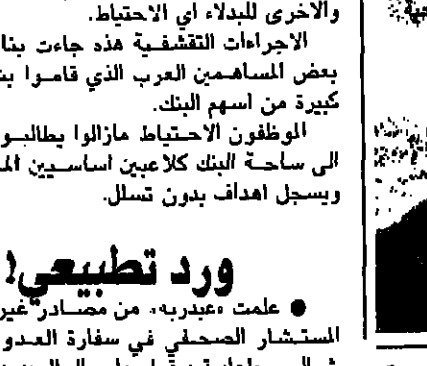 والاخرى للبدلاء اي الاحتياط.
الاجراءات التقشفية هذه جاءت بنا
بعض المساهمين العرب الذي قاموا بن
كبيرة من اسهم البنك.
الموظفون الاحتياط مازالوا يطالبو
الى ساحة البنك كلاعبين اساسيين الم
ويسجل اهداف بدون تسلل.
ورد تطبيعي!
● علمت «عبدربه» من مصادر غير
المستشار الصحفي في سفارة العدو